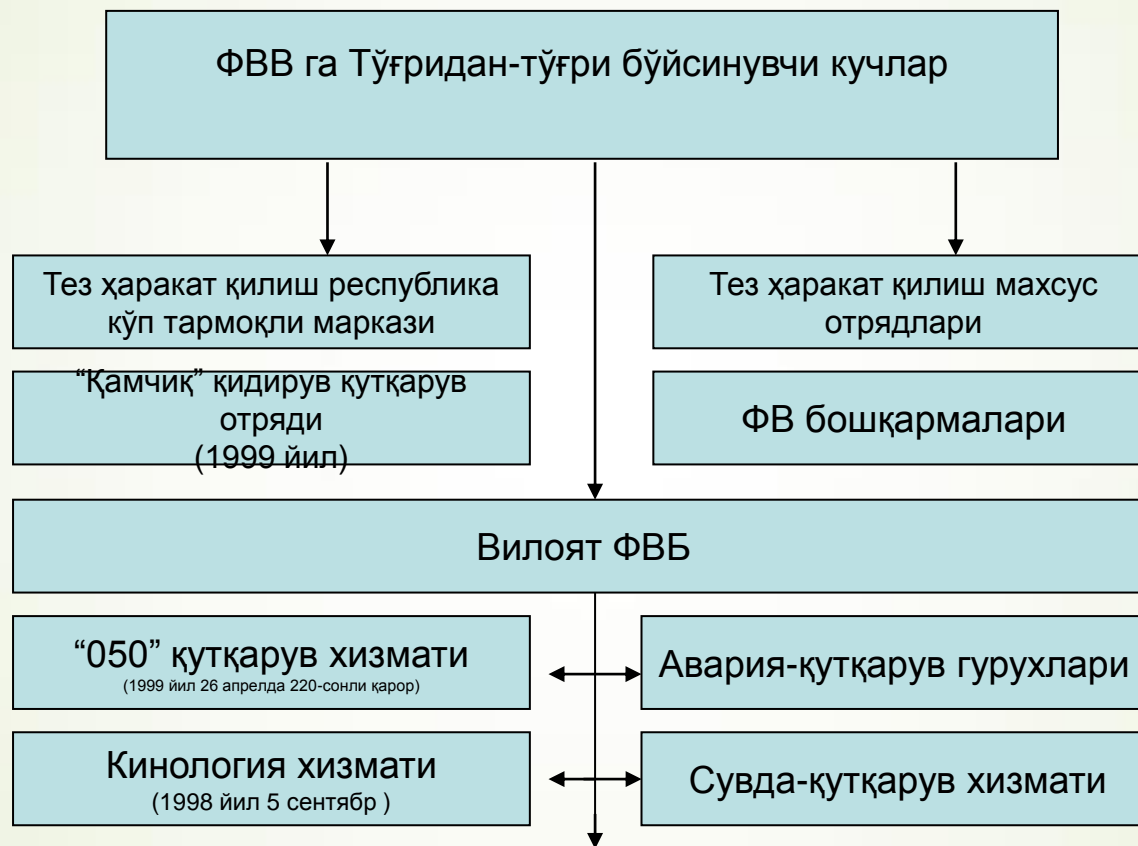 ФВВ га Тўғридан-тўғри бўйсинувчи кучлар
Тез ҳаракат қилиш республика
кўп тармоқли маркази
Тез ҳаракат қилиш махсус
отрядлари
“Қамчиқ” қидирув қутқарув
отряди
(1999 йил)
ФВ бошқармалари
Вилоят ФВБ
“050” қутқарув хизмати
(1999 йил 26 апрелда 220-сонли қарор)
Авария-қутқарув гурухлари
Кинология хизмати
(1998 йил 5 сентябр )
Сувда-қутқарув хизмати